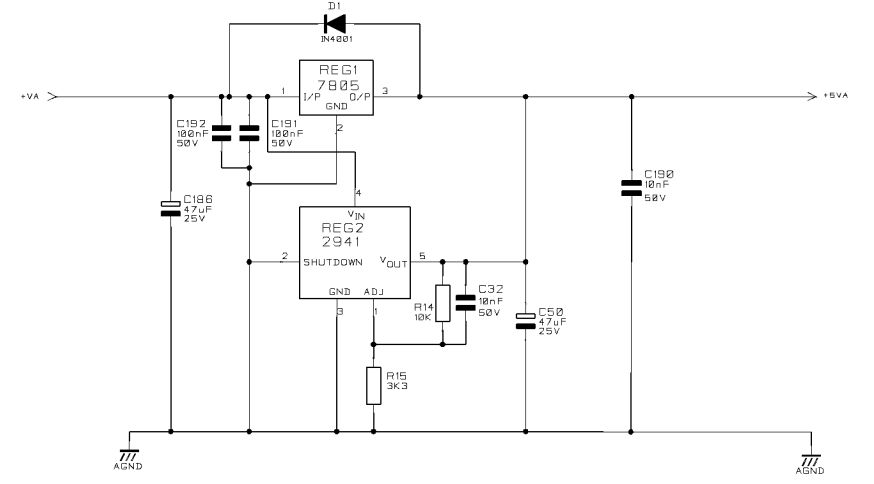 D1
IN4001
REG1
7805
1
I/P
O/P
3
GND
2
+VA
+5VA
C192
100nF
50V
C191
100nF
50V
C190
10nF
50V
C186
47uF
25V
4
VIN
REG2
2941
2
SHUTDOWN
VOUT
5
GND
ADJ
3
1
R14
10K
C32
10nF
50V
C50
47uF
25V
R15
3K3
AGND
AGND